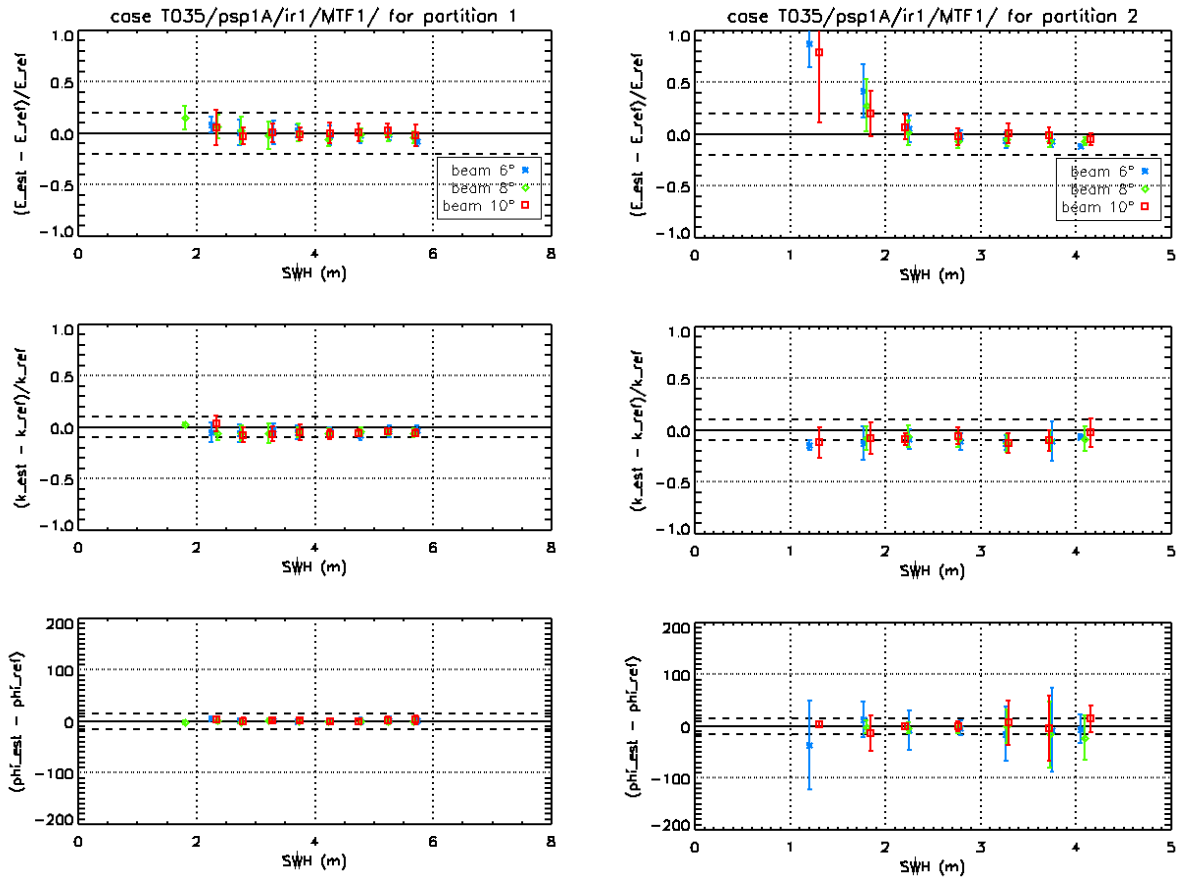 case T035/psp1A/ir1/MTF1/ for partition 1
1.0
0.5
0.0
-0.5
-1.0
(E_est - E_ref)/E_ref
beam 6°
beam 8°
beam 10°
0 2 4 6 8
SWH (m)
case T035/psp1A/ir1/MTF1/ for partition 2
1.0
0.5
0.0
-0.5
-1.0
(E_est - E_ref)/E_ref
beam 6°
beam 8°
beam 10°
0 1 2 3 4 5
SWH (m)
1.0
0.5
0.0
-0.5
-1.0
(k_est - k_ref)/k_ref
0 2 4 6 8
SWH (m)
1.0
0.5
0.0
-0.5
-1.0
(k_est - k_ref)/k_ref
0 1 2 3 4 5
SWH (m)
200
100
0
-100
-200
(phi_est - phi_ref)
0 2 4 6 8
SWH (m)
200
100
0
-100
-200
(phi_est - phi_ref)
0 1 2 3 4 5
SWH (m)